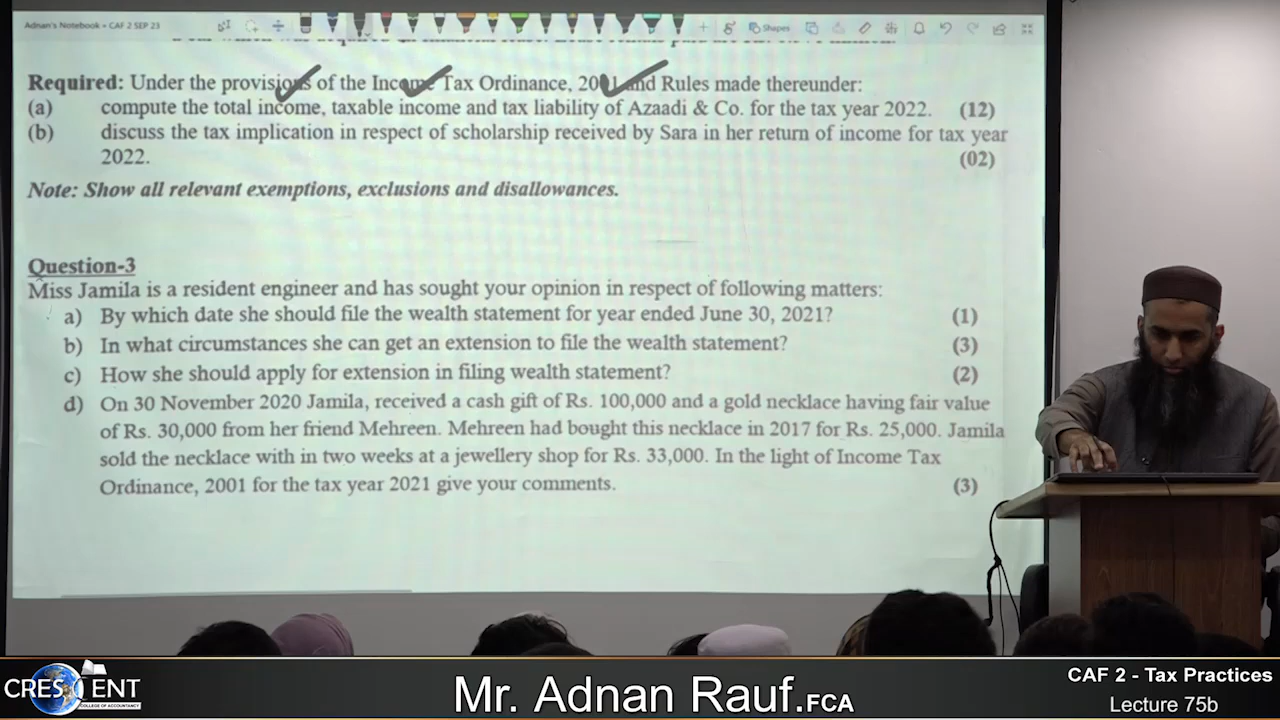 Adnan's Notebook - CAF 2 SEP 23
Shapes
Required: Under the provisions of the Income Tax Ordinance, 2001 and Rules made thereunder:
(a) compute the total income, taxable income and tax liability of Azaadi & Co. for the tax year 2022. (12)
(b) discuss the tax implication in respect of scholarship received by Sara in her return of income for tax year
2022. (02)
Note: Show all relevant exemptions, exclusions and disallowances.
Question-3
Miss Jamila is a resident engineer and has sought your opinion in respect of following matters:
a) By which date she should file the wealth statement for year ended June 30, 2021? (1)
b) In what circumstances she can get an extension to file the wealth statement? (3)
c) How she should apply for extension in filing wealth statement? (2)
d) On 30 November 2020 Jamila, received a cash gift of Rs. 100,000 and a gold necklace having fair value
of Rs. 30,000 from her friend Mehreen. Mehreen had bought this necklace in 2017 for Rs. 25,000. Jamila
sold the necklace with in two weeks at a jewellery shop for Rs. 33,000. In the light of Income Tax
Ordinance, 2001 for the tax year 2021 give your comments. (3)
CRESCENT
COLLEGE OF ACCOUNTANCY
Mr. Adnan Rauf.FCA
CAF 2 - Tax Practices
Lecture 75b